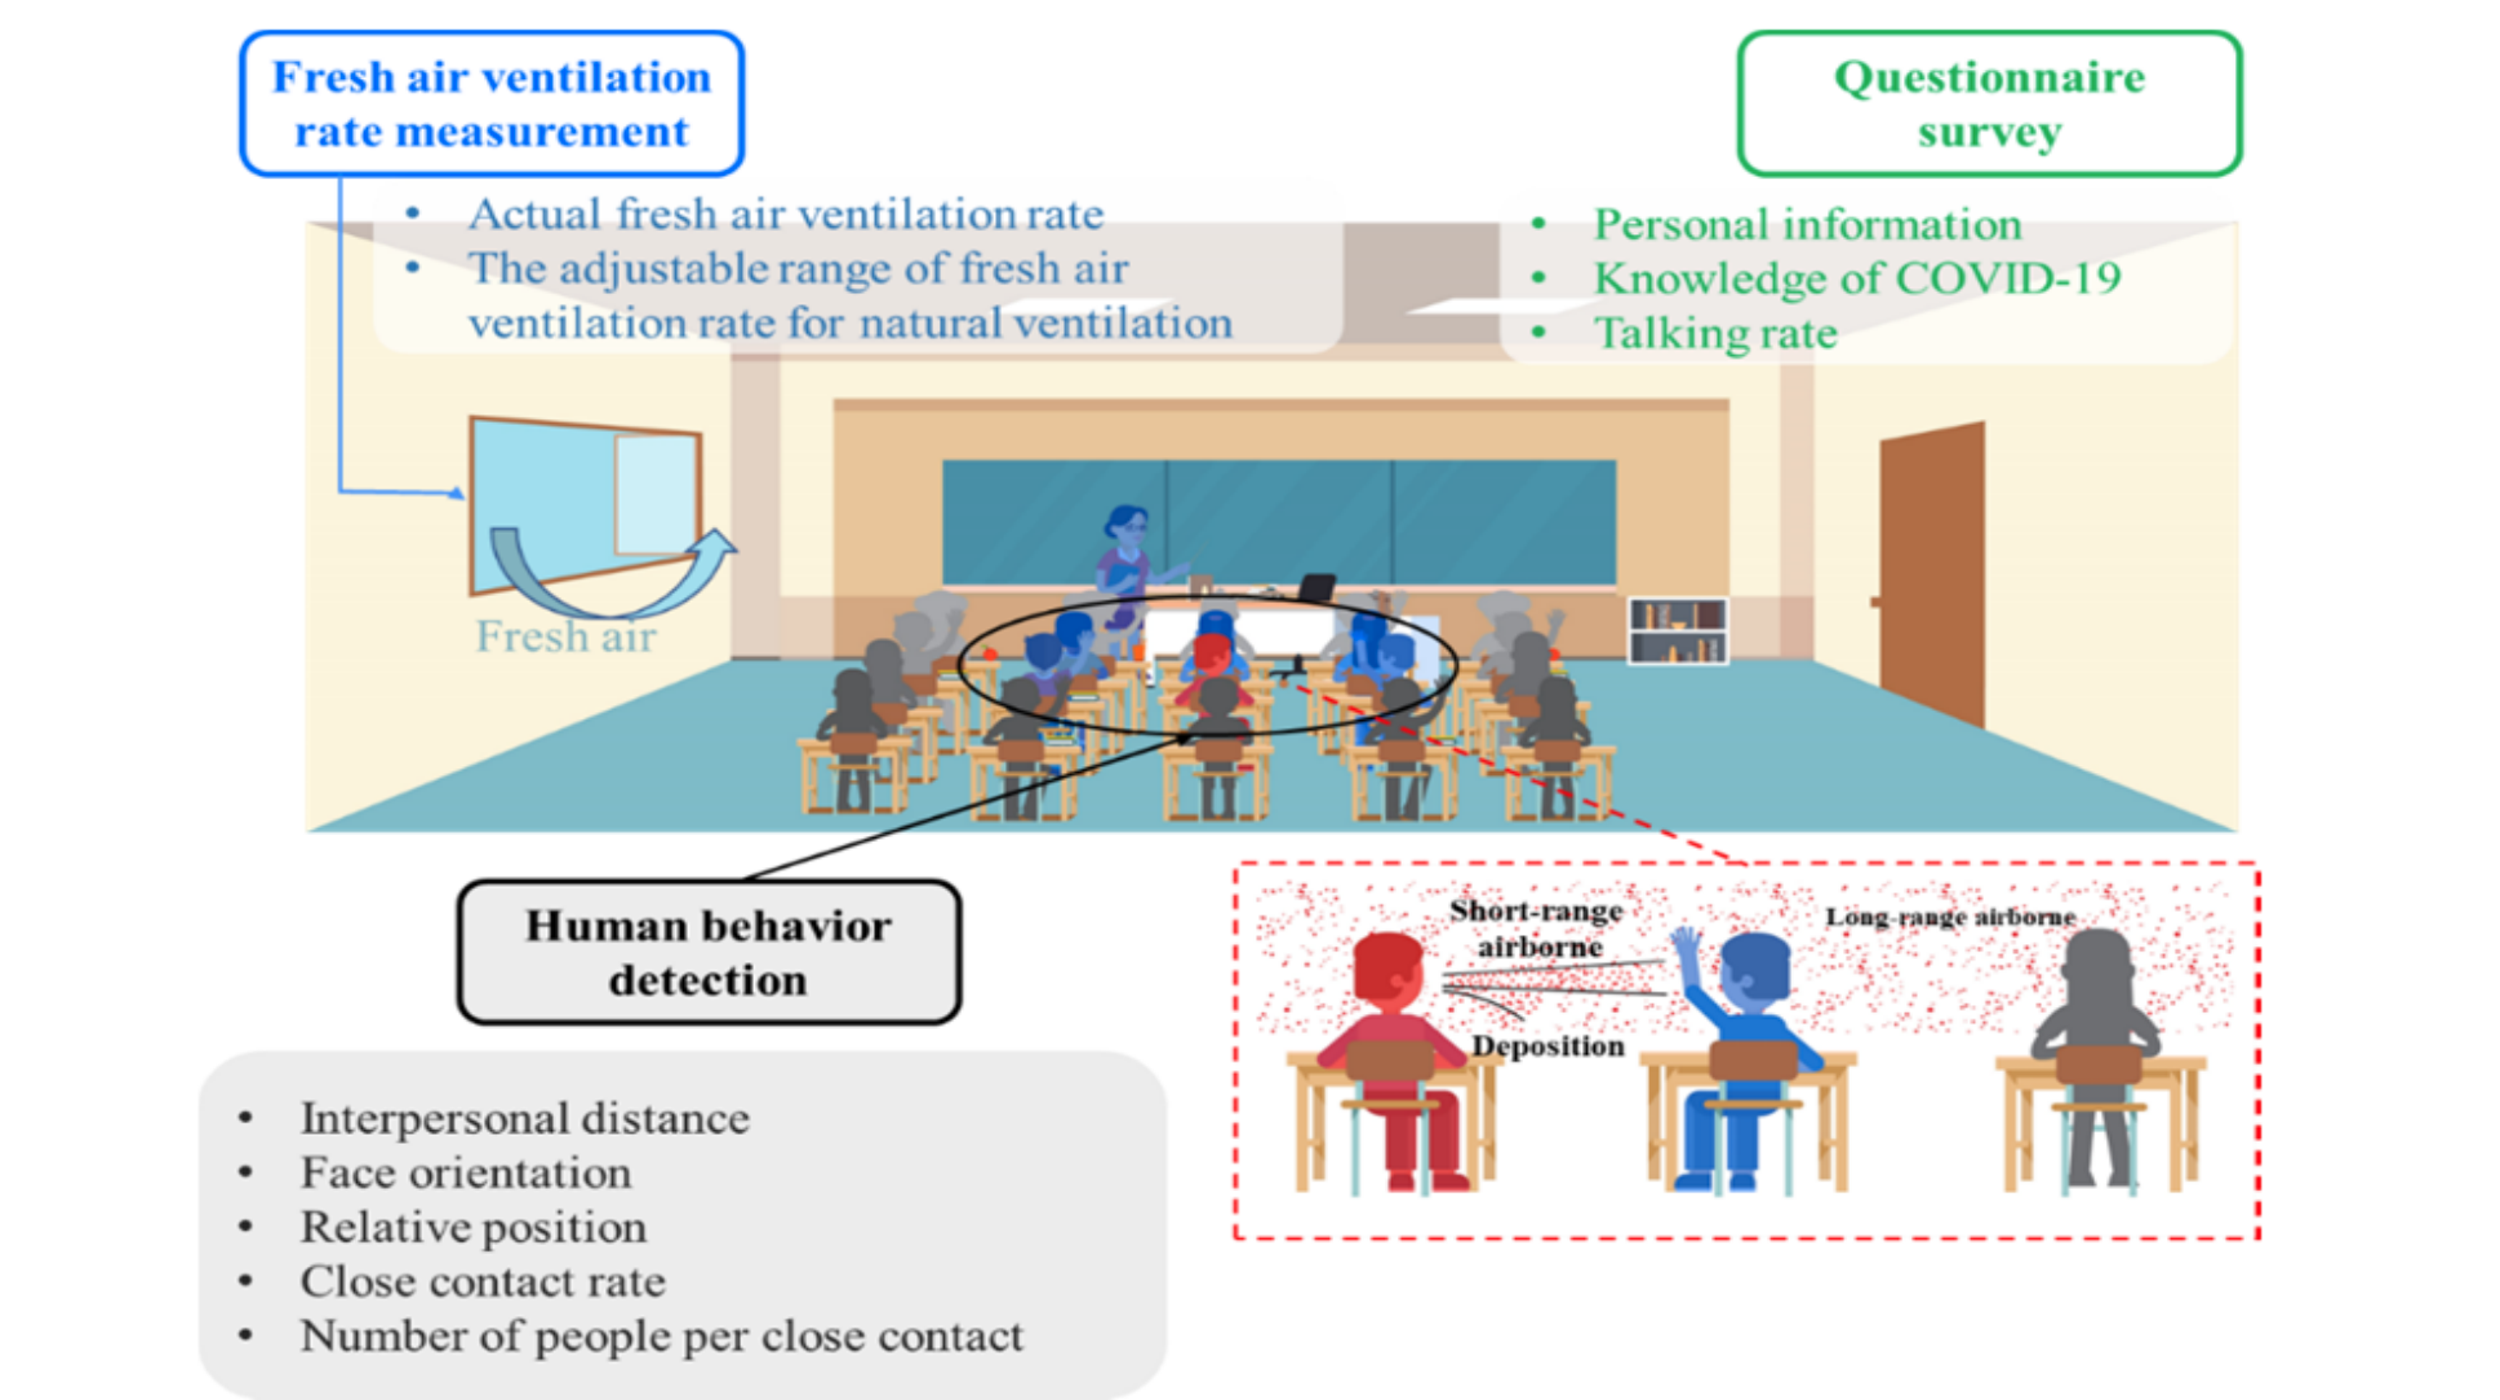 Fresh air ventilation
rate measurement
Questionnaire
survey
• Actual fresh air ventilation rate
• The adjustable range of fresh air
ventilation rate for natural ventilation
• Personal information
• Knowledge of COVID-19
• Talking rate
Fresh air
Human behavior
detection
• Interpersonal distance
• Face orientation
• Relative position
• Close contact rate
• Number of people per close contact
Short-range
airborne
Long-range airborne
Deposition